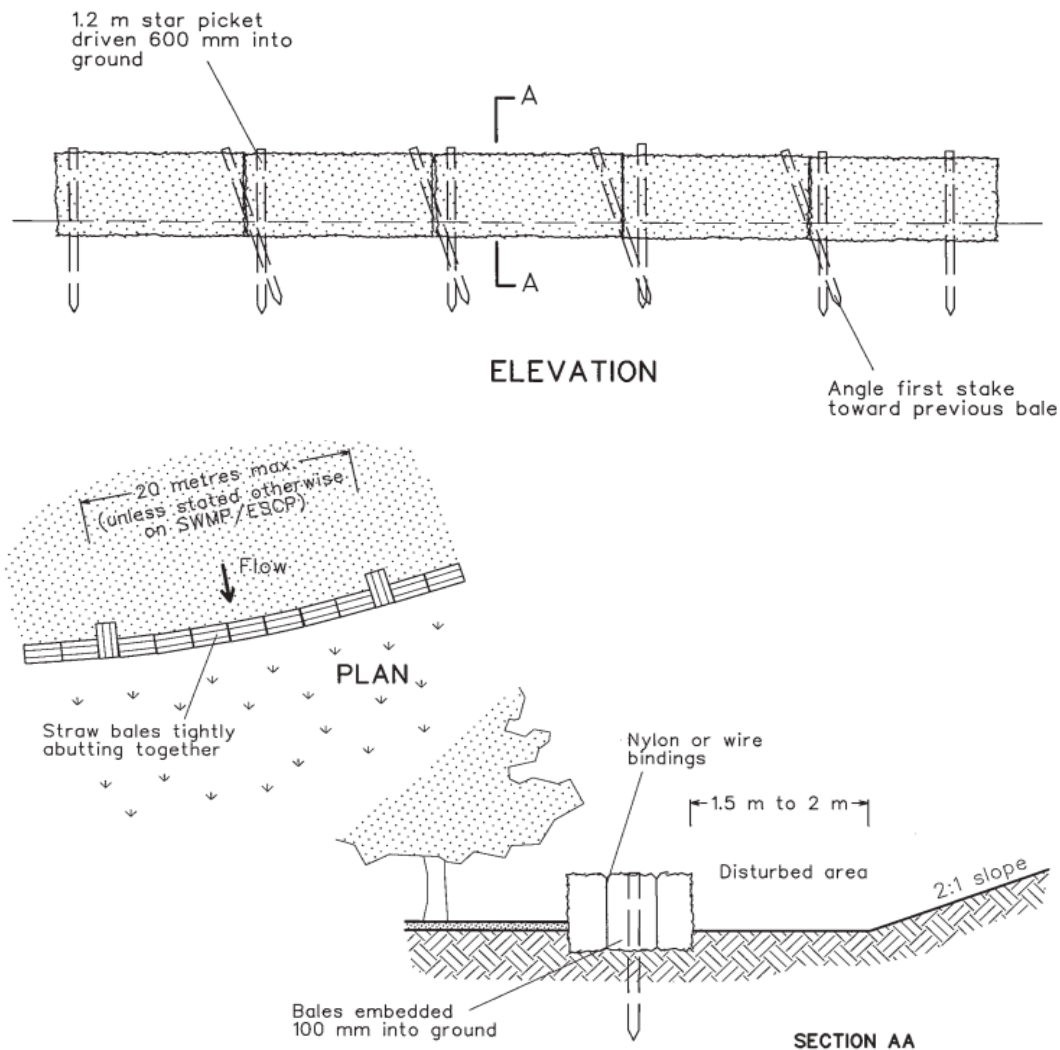 1.2 m star picket
driven 600 mm into
ground
A
A
ELEVATION
Angle first stake
toward previous bale
20 metres max.
(unless stated otherwise
on SWMP/ESCP)
Flow
PLAN
Straw bales tightly
abutting together
Nylon or wire
bindings
1.5 m to 2 m
Disturbed area
2:1 slope
Bales embedded
100 mm into ground
SECTION AA